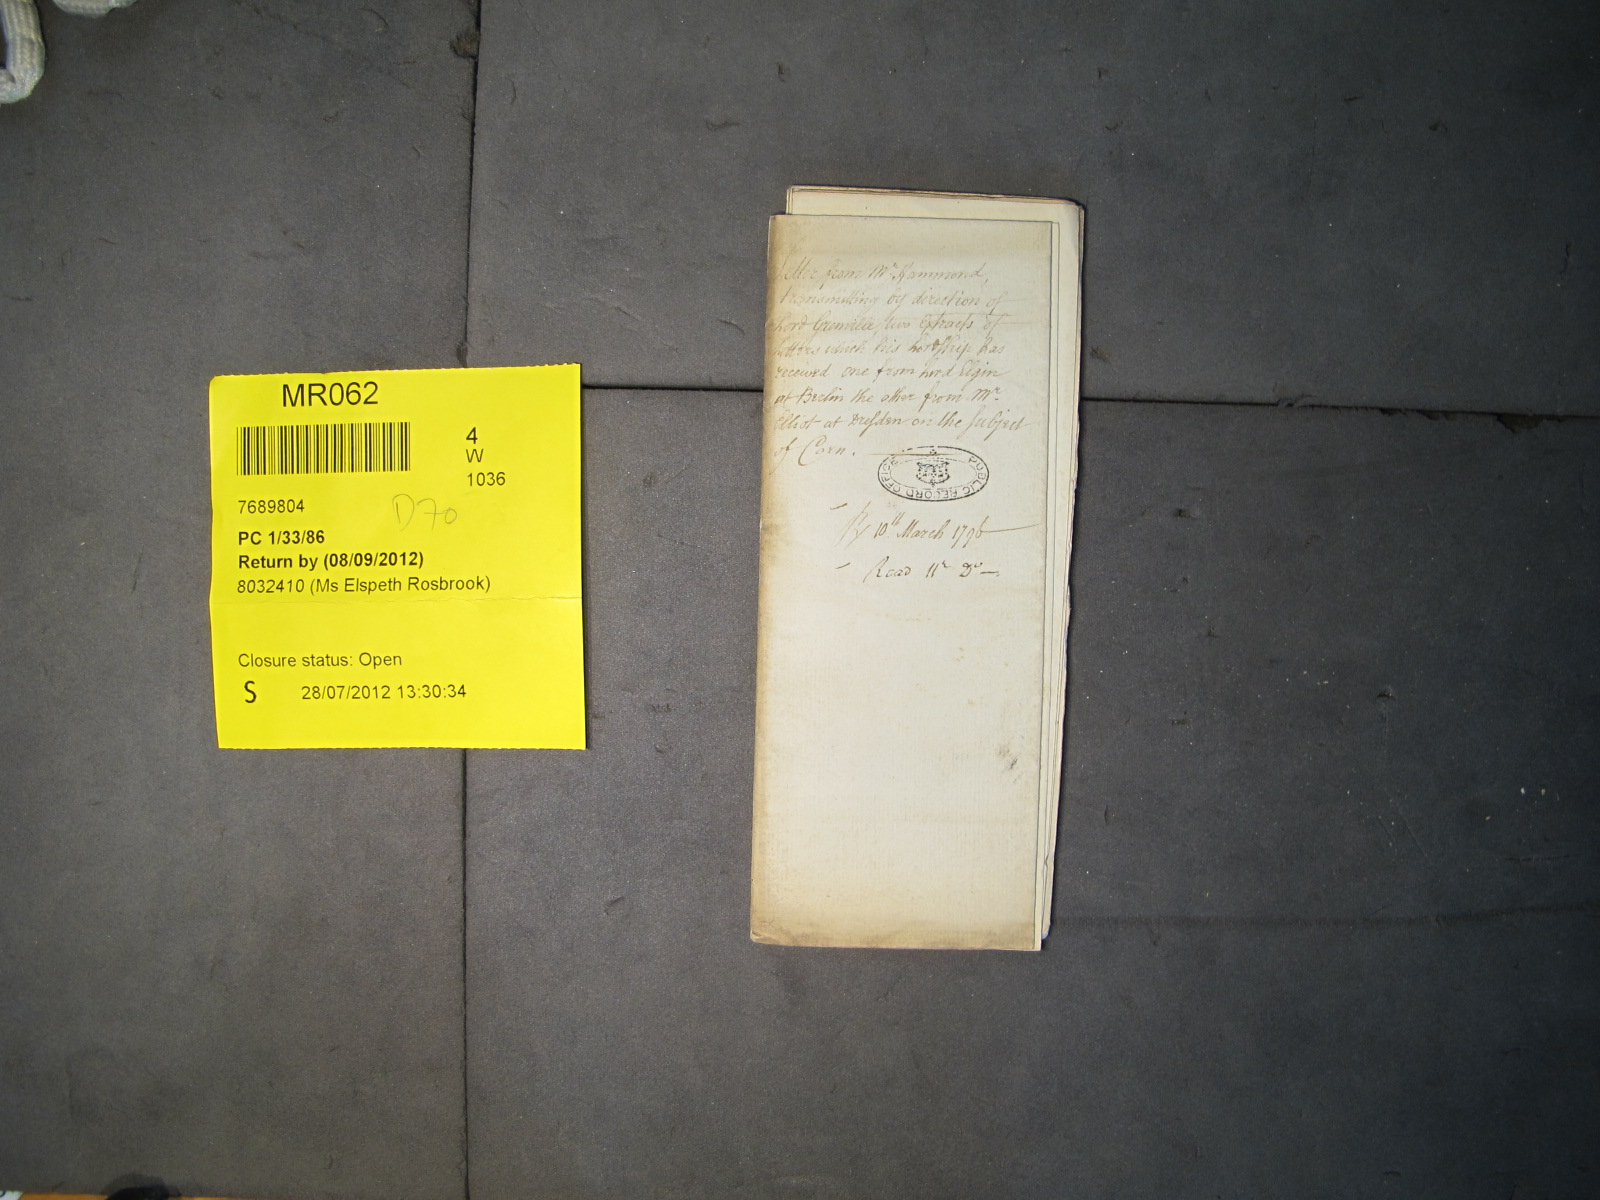 MR062
4
W
1036
7689804
D70
PC 1/33/86
Return by (08/09/2012)
8032410 (Ms Elspeth Rosbrook)
Closure status: Open
S 28/07/2012 13:30:34
Letter from Mr Hammond,
transmitting by direction of
Lord Grenville, two Extracts of
Letters which his Lordship has
received one from Lord Elgin
at Berlin the other from Mr.
Elliot at Dresden on the Subject
of Corn.
PUBLIC RECORD OFFICE
Rx 10th March 1796
Read 11th Do